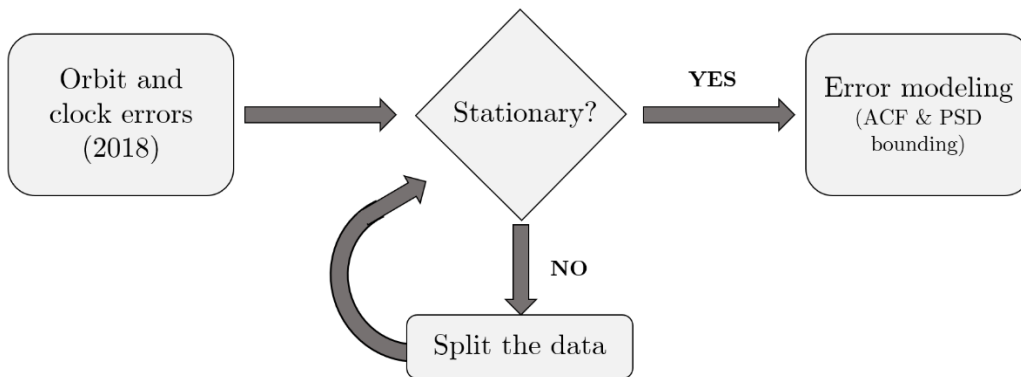 Orbit and
clock errors
(2018)
Stationary?
YES
Error modeling
(ACF & PSD
bounding)
NO
Split the data